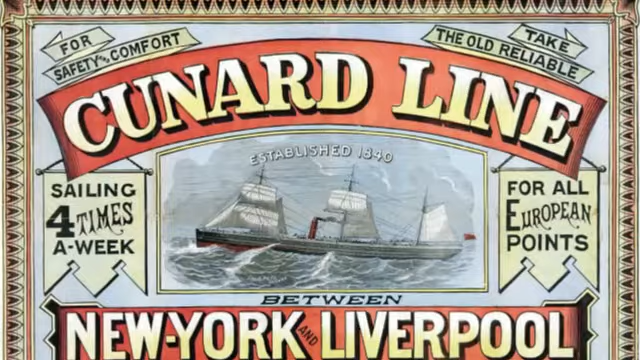 FOR
SAFETY AND COMFORT
TAKE
THE OLD RELIABLE
CUNARD LINE
ESTABLISHED 1840
SAILING
4 TIMES
A-WEEK
FOR ALL
EUROPEAN
POINTS
BETWEEN
NEW-YORK AND LIVERPOOL